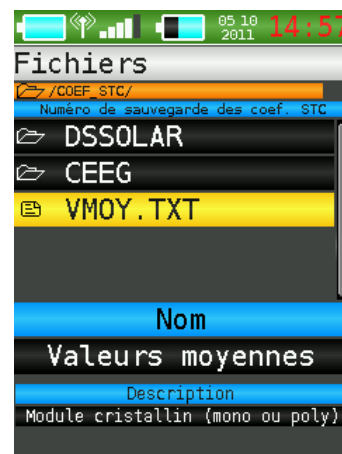 05 10
2011
14:57
Fichiers
/COEF_STC/
Numéro de sauvegarde des coef. STC
DSSOLAR
CEEG
VMOY.TXT
Nom
Valeurs moyennes
Description
Module cristallin (mono ou poly)